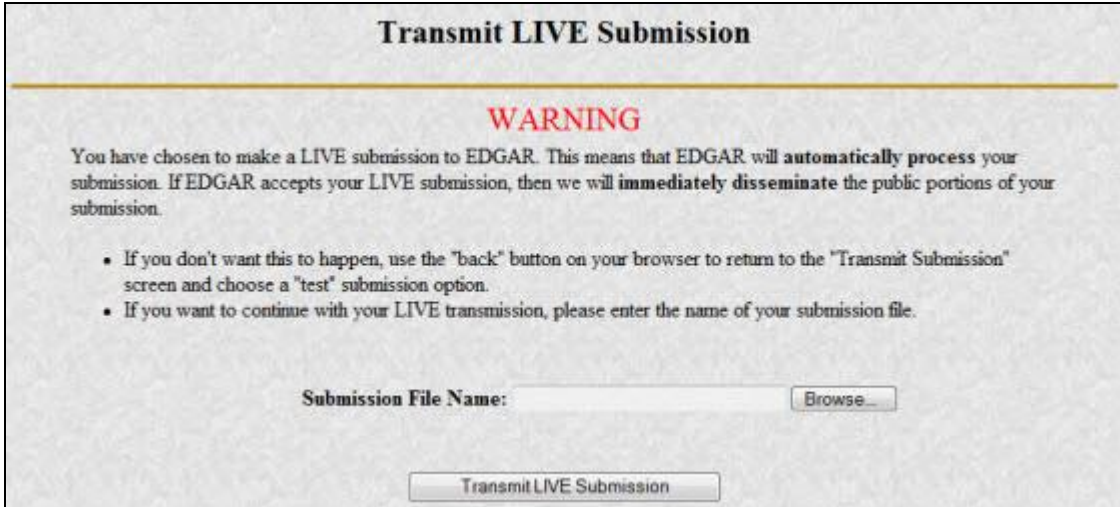 Transmit LIVE Submission
WARNING
You have chosen to make a LIVE submission to EDGAR. This means that EDGAR will automatically process your
submission. If EDGAR accepts your LIVE submission, then we will immediately disseminate the public portions of your
submission.
• If you don't want this to happen, use the "back" button on your browser to return to the "Transmit Submission"
screen and choose a "test" submission option.
• If you want to continue with your LIVE transmission, please enter the name of your submission file.
Submission File Name: Browse...
Transmit LIVE Submission